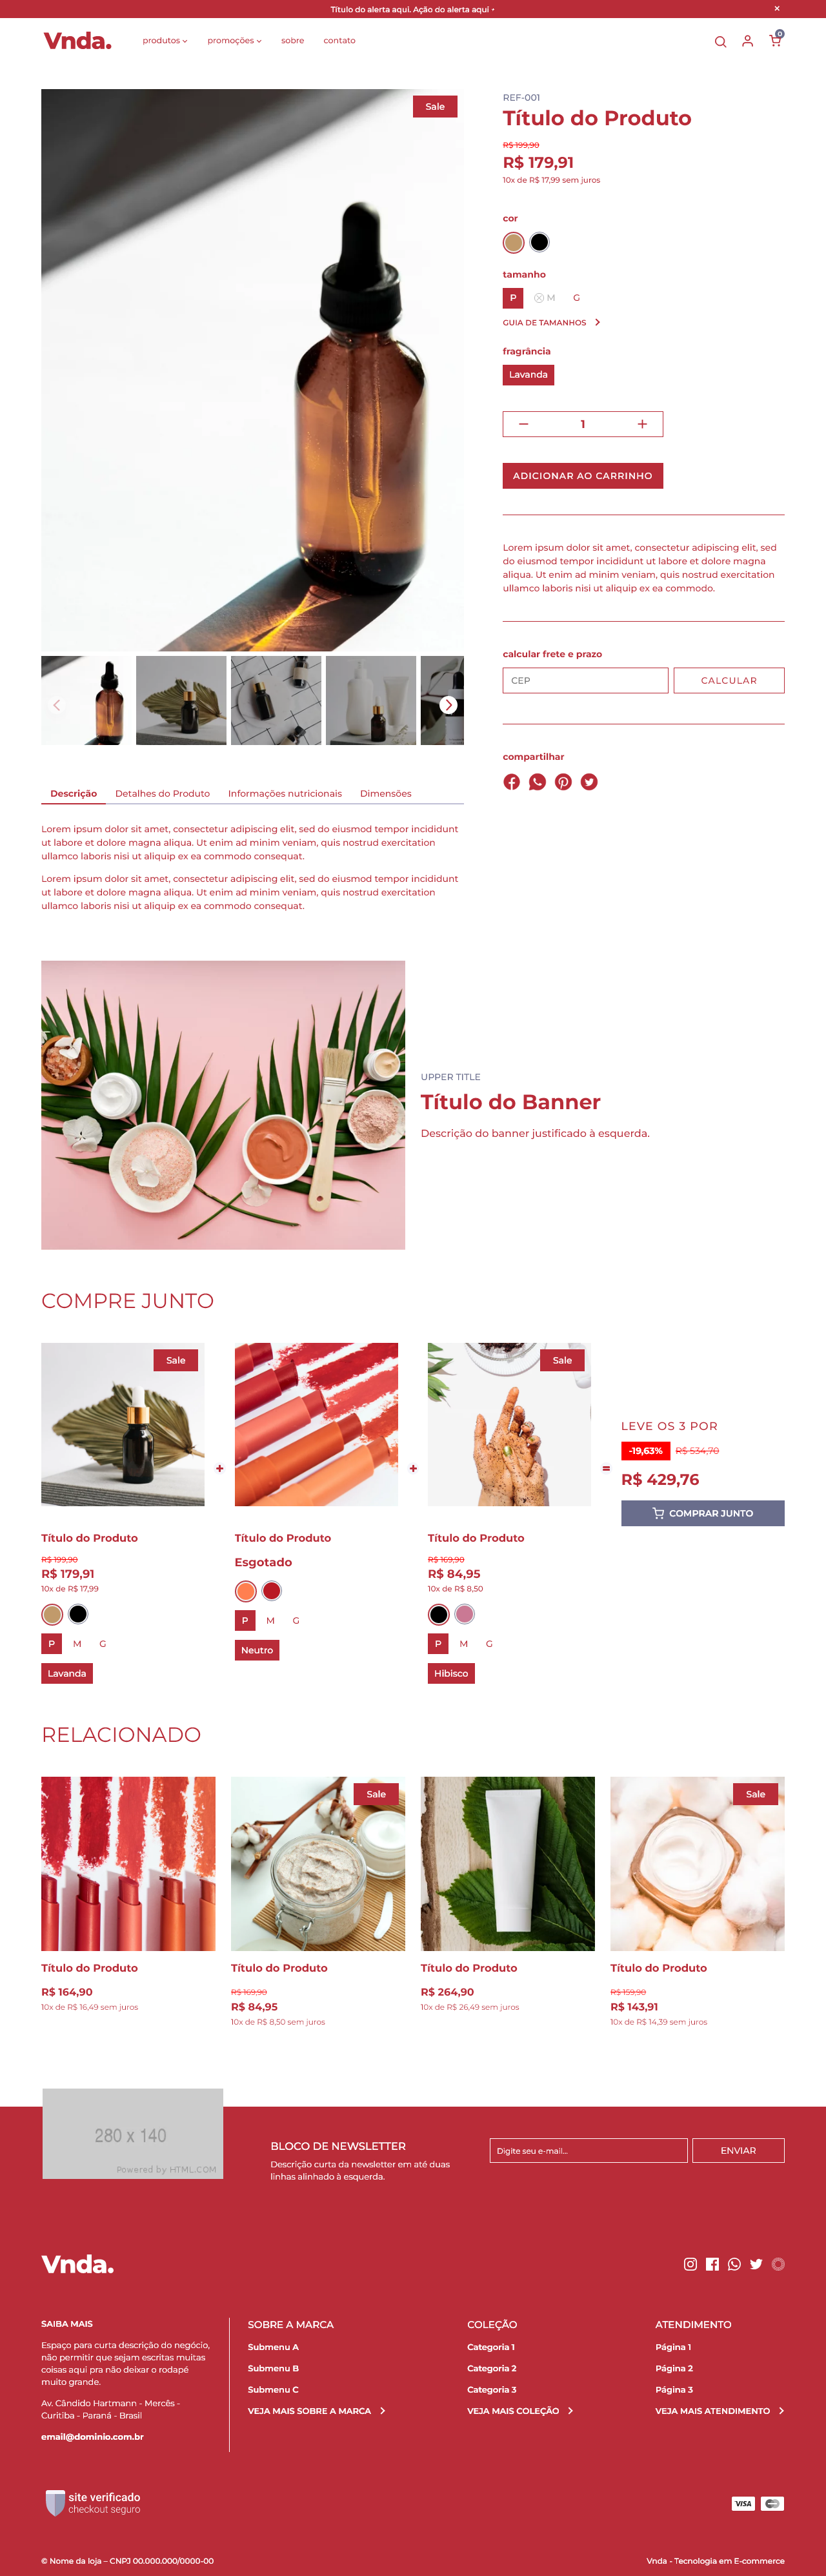 Título do alerta aqui. Ação do alerta aqui
Vnda.
produtos
promoções
sobre
contato
0
Sale
REF-001
Título do Produto
R$ 199,90
R$ 179,91
10x de R$ 17,99 sem juros
cor
tamanho
P M G
GUIA DE TAMANHOS
fragrância
Lavanda
1
ADICIONAR AO CARRINHO
Lorem ipsum dolor sit amet, consectetur adipiscing elit, sed
do eiusmod tempor incididunt ut labore et dolore magna
aliqua. Ut enim ad minim veniam, quis nostrud exercitation
ullamco laboris nisi ut aliquip ex ea commodo.
calcular frete e prazo
CEP
CALCULAR
compartilhar
Descrição
Detalhes do Produto
Informações nutricionais
Dimensões
Lorem ipsum dolor sit amet, consectetur adipiscing elit, sed do eiusmod tempor incididunt
ut labore et dolore magna aliqua. Ut enim ad minim veniam, quis nostrud exercitation
ullamco laboris nisi ut aliquip ex ea commodo consequat.
Lorem ipsum dolor sit amet, consectetur adipiscing elit, sed do eiusmod tempor incididunt
ut labore et dolore magna aliqua. Ut enim ad minim veniam, quis nostrud exercitation
ullamco laboris nisi ut aliquip ex ea commodo consequat.
UPPER TITLE
Título do Banner
Descrição do banner justificado à esquerda.
COMPRE JUNTO
Sale
Título do Produto
R$ 199,90
R$ 179,91
10x de R$ 17,99
P M G
Lavanda
+
Título do Produto
Esgotado
P M G
Neutro
+
Sale
Título do Produto
R$ 169,90
R$ 84,95
10x de R$ 8,50
P M G
Hibisco
=
LEVE OS 3 POR
-19,63% R$ 534,70
R$ 429,76
COMPRAR JUNTO
RELACIONADO
Título do Produto
R$ 164,90
10x de R$ 16,49 sem juros
Sale
Título do Produto
R$ 169,90
R$ 84,95
10x de R$ 8,50 sem juros
Título do Produto
R$ 264,90
10x de R$ 26,49 sem juros
Sale
Título do Produto
R$ 159,90
R$ 143,91
10x de R$ 14,39 sem juros
280 x 140
Powered by HTML.COM
BLOCO DE NEWSLETTER
Descrição curta da newsletter em até duas
linhas alinhado à esquerda.
Digite seu e-mail...
ENVIAR
Vnda.
SAIBA MAIS
Espaço para curta descrição do negócio,
não permitir que sejam escritas muitas
coisas aqui pra não deixar o rodapé
muito grande.
Av. Cândido Hartmann - Mercês -
Curitiba - Paraná - Brasil
email@dominio.com.br
SOBRE A MARCA
Submenu A
Submenu B
Submenu C
VEJA MAIS SOBRE A MARCA
COLEÇÃO
Categoria 1
Categoria 2
Categoria 3
VEJA MAIS COLEÇÃO
ATENDIMENTO
Página 1
Página 2
Página 3
VEJA MAIS ATENDIMENTO
site verificado
checkout seguro
VISA
© Nome da loja – CNPJ 00.000.000/0000-00
Vnda - Tecnologia em E-commerce